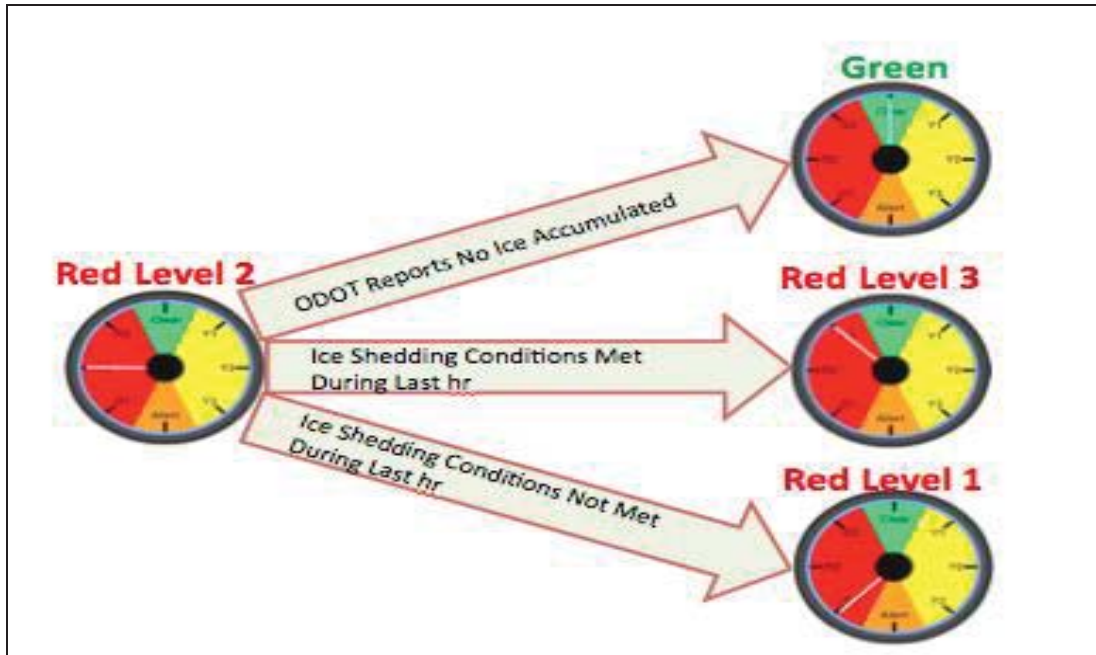 Green
ODOT Reports No Ice Accumulated
Red Level 2
Red Level 3
Ice Shedding Conditions Met
During Last hr
Ice Shedding Conditions Not Met
During Last hr
Red Level 1